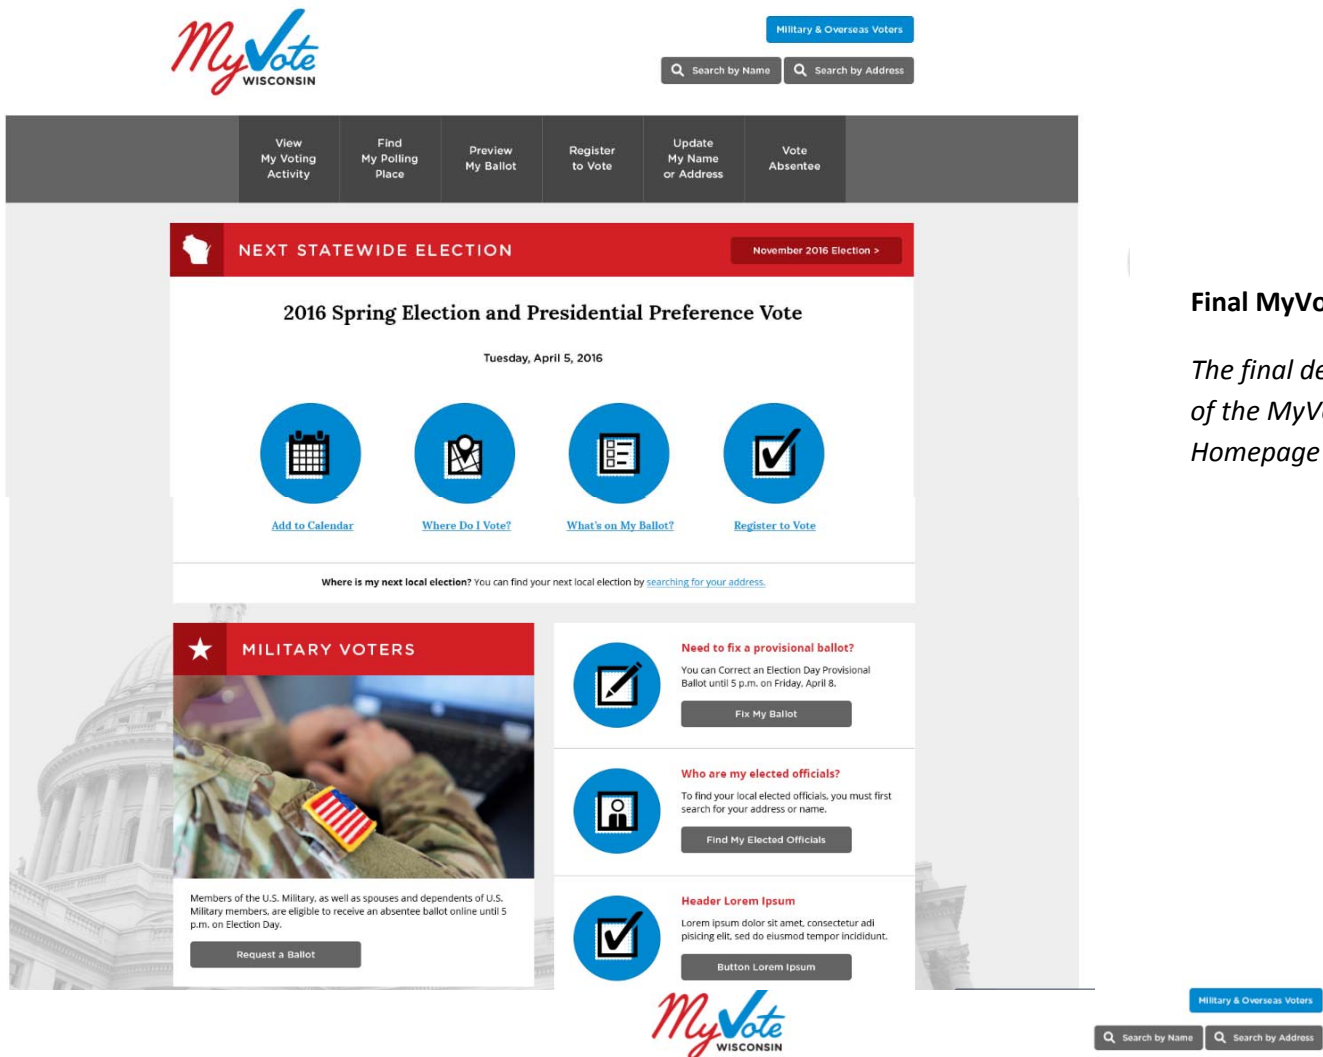 MyVote
WISCONSIN
Military & Overseas Voters
Search by Name
Search by Address
View
My Voting
Activity
Find
My Polling
Place
Preview
My Ballot
Register
to Vote
Update
My Name
or Address
Vote
Absentee
NEXT STATEWIDE ELECTION
November 2016 Election >
2016 Spring Election and Presidential Preference Vote
Tuesday, April 5, 2016
Add to Calendar
Where Do I Vote?
What's on My Ballot?
Register to Vote
Where is my next local election? You can find your next local election by searching for your address.
MILITARY VOTERS
Members of the U.S. Military, as well as spouses and dependents of U.S.
Military members, are eligible to receive an absentee ballot online until 5
p.m. on Election Day.
Request a Ballot
Need to fix a provisional ballot?
You can Correct an Election Day Provisional
Ballot until 5 p.m. on Friday, April 8.
Fix My Ballot
Who are my elected officials?
To find your local elected officials, you must first
search for your address or name.
Find My Elected Officials
Header Lorem Ipsum
Lorem ipsum dolor sit amet, consectetur adi
pisicing elit, sed do eiusmod tempor incididunt.
Button Lorem Ipsum
Final
The final
of the
Homepage
MyVote
WISCONSIN
Military & Overseas Voters
Search by Name
Search by Address